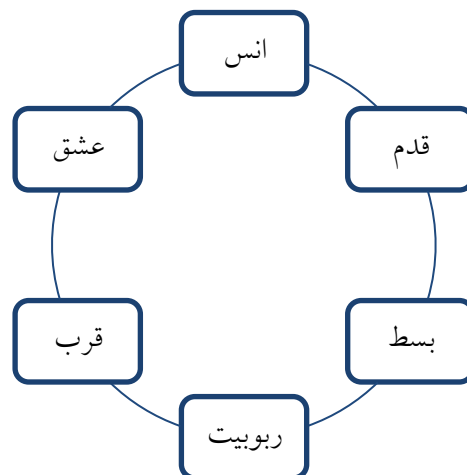 انس
قدم
عشق
بسط
قرب
ربوبیت